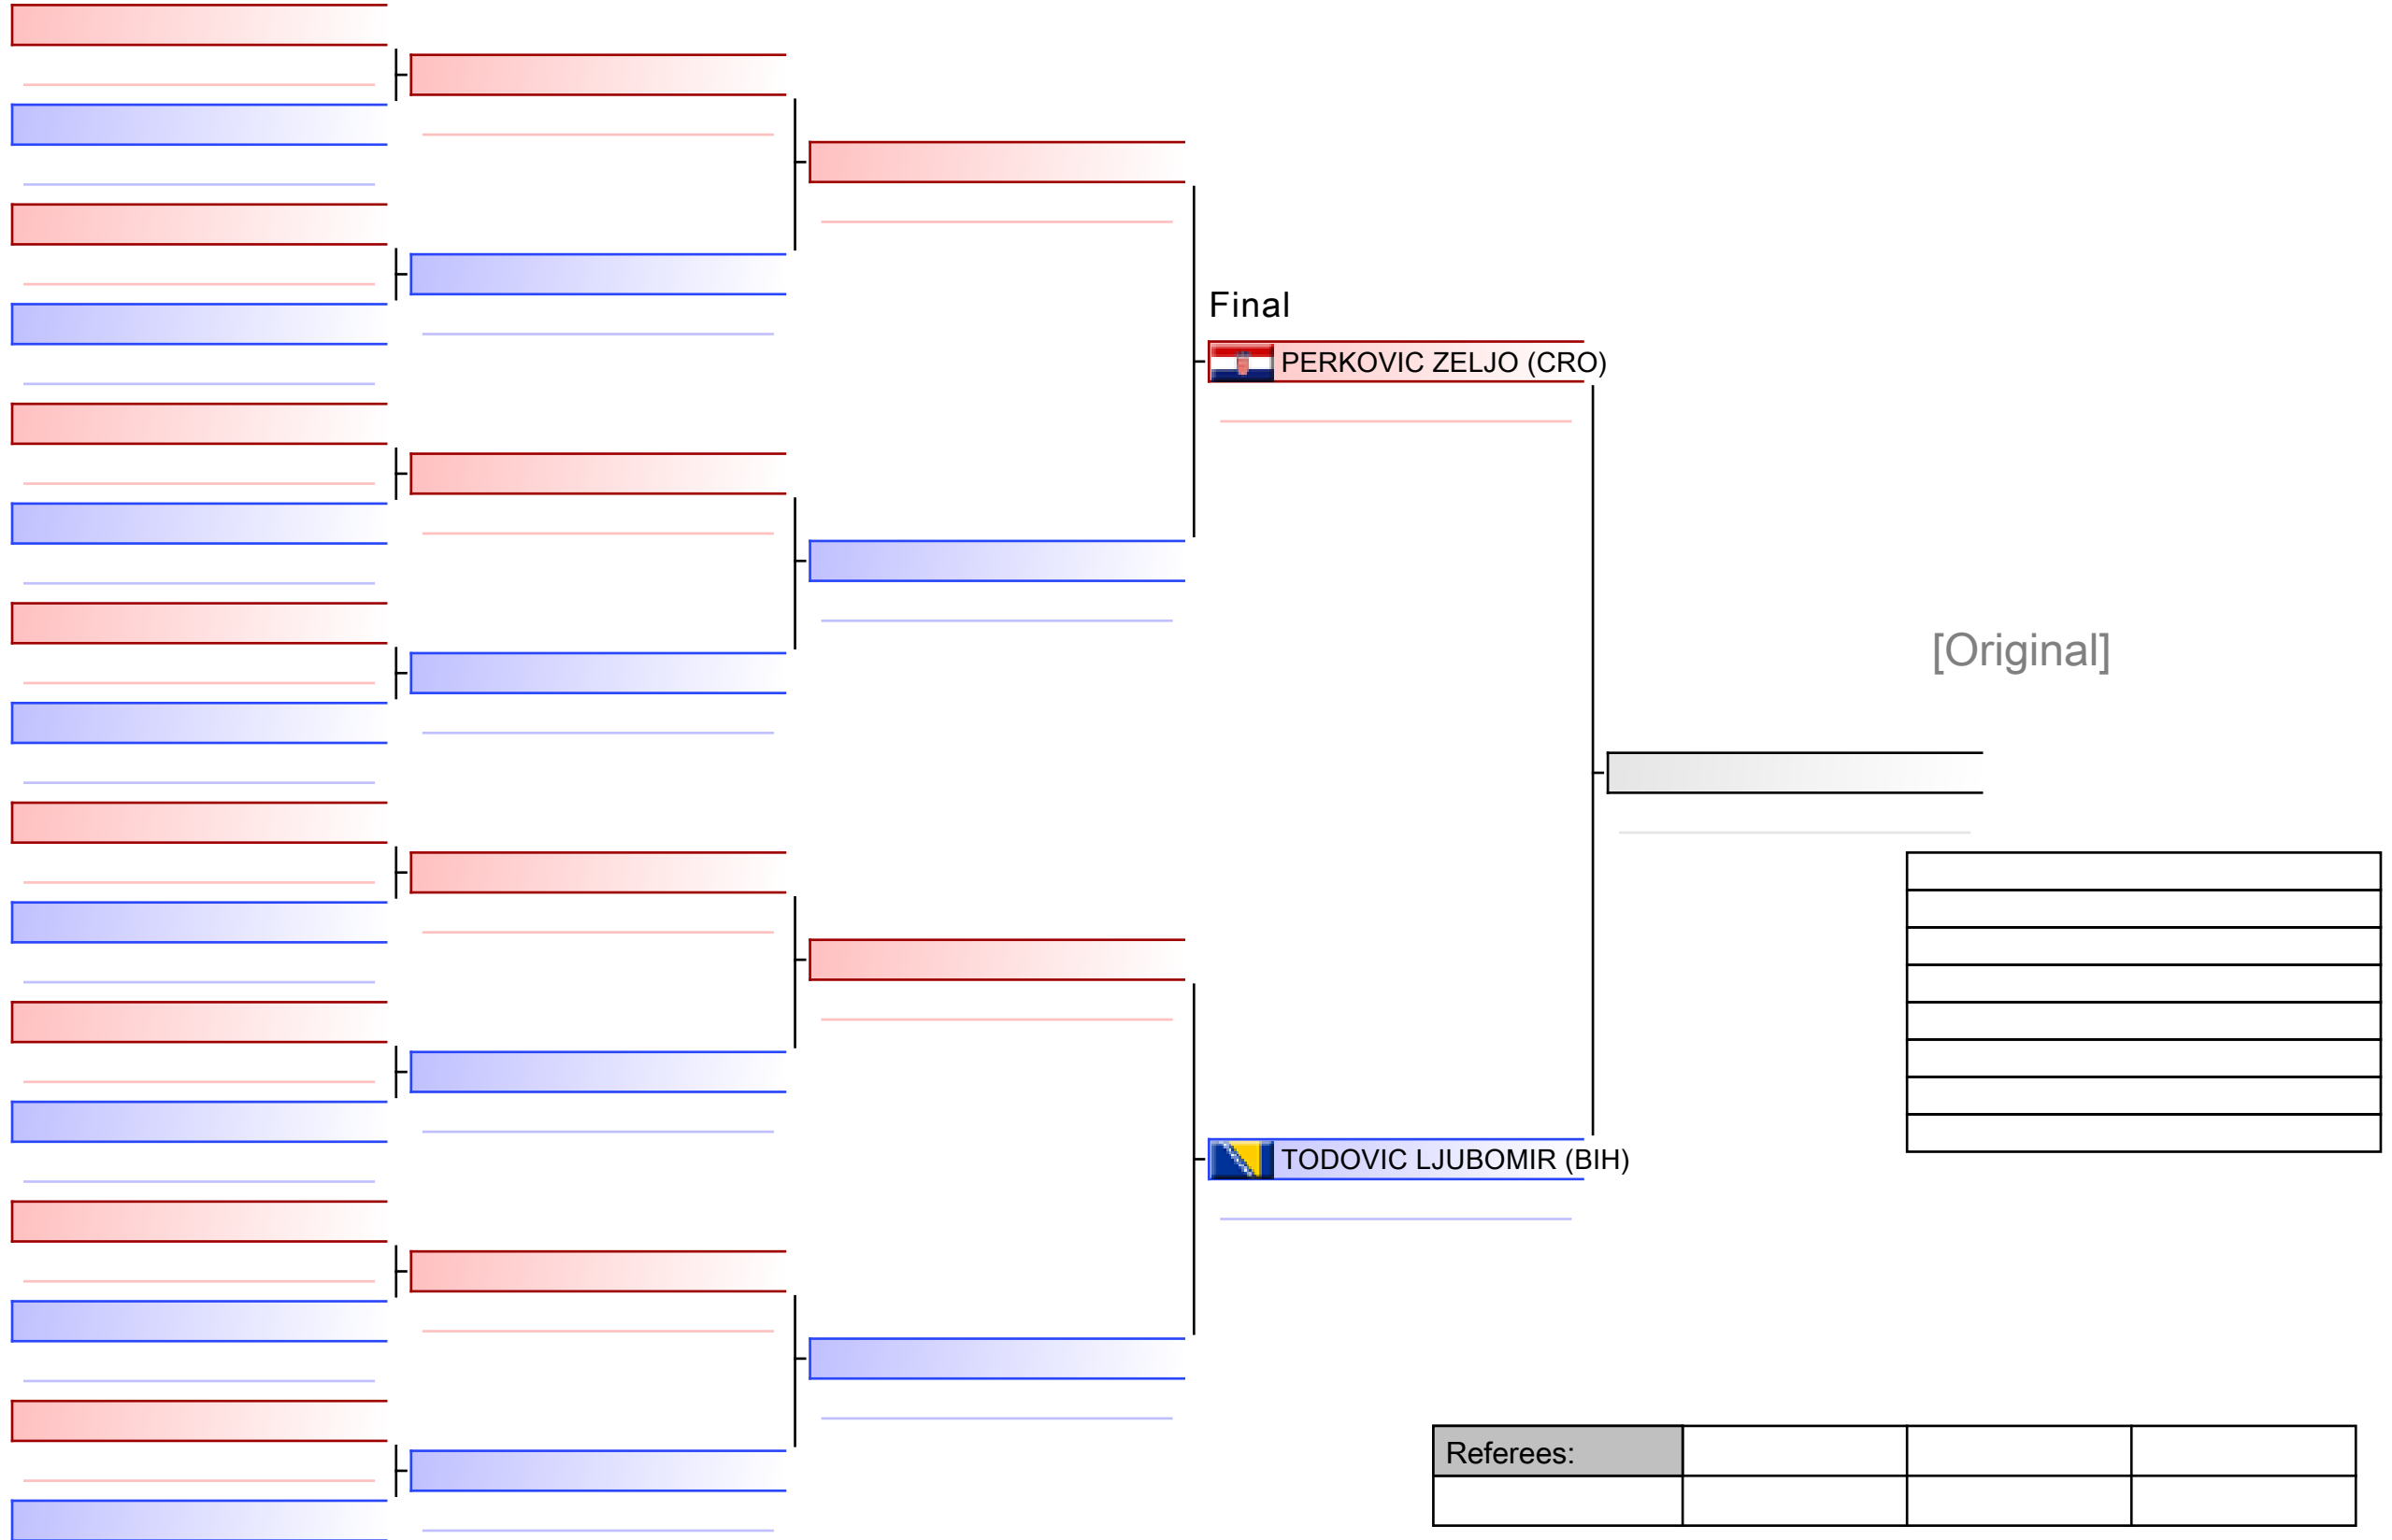 Final
PERKOVIC ZELJO (CRO)
[Original]
TODOVIC LJUBOMIR (BIH)
Referees: